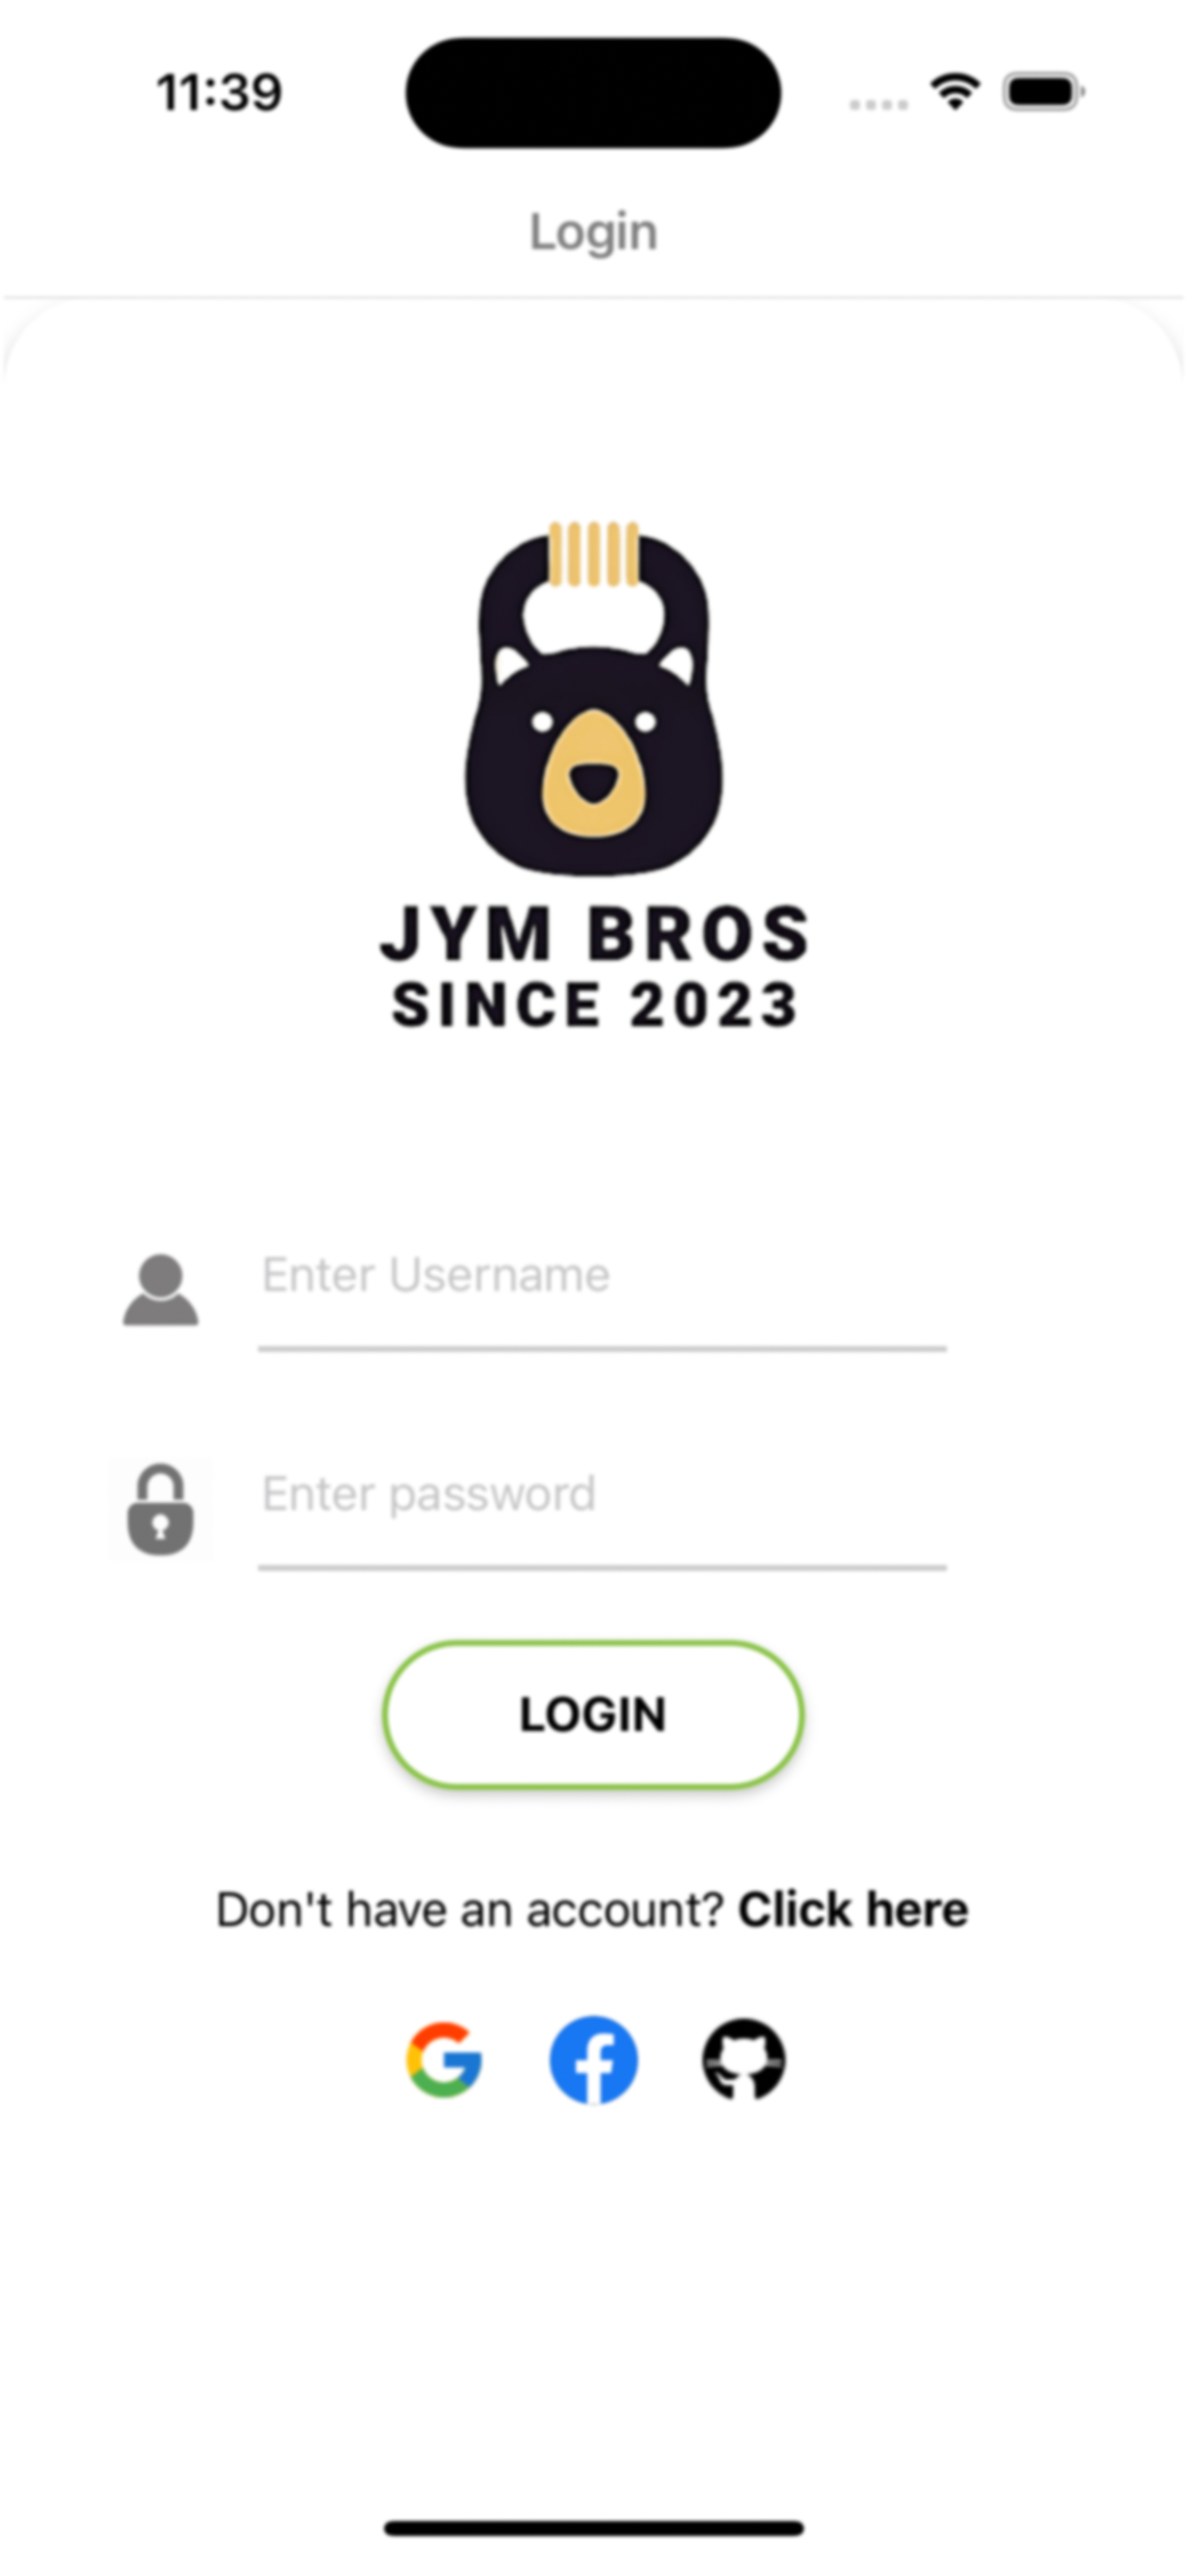 11:39
Login
JYM BROS
SINCE 2023
Enter Username
Enter password
LOGIN
Don't have an account? Click here